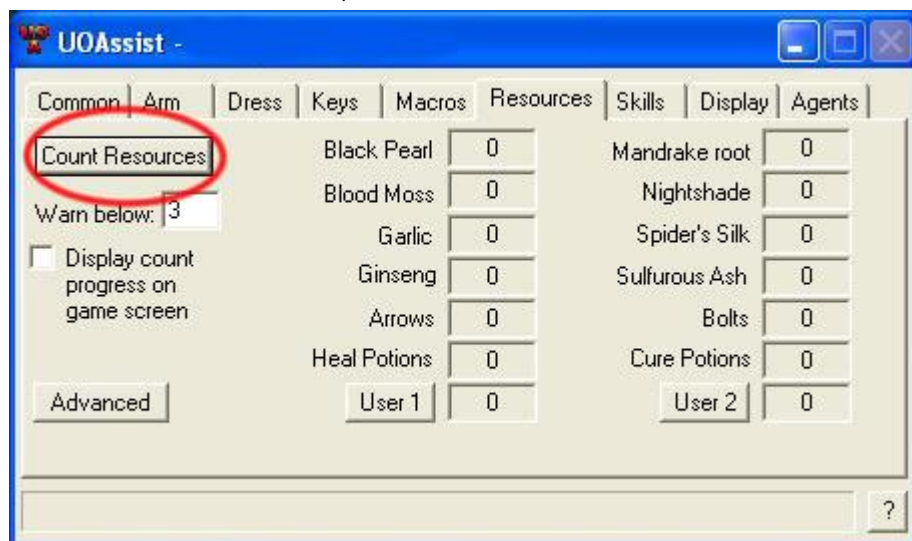 UOAssist -
Common Arm Dress Keys Macros Resources Skills Display Agents
Count Resources
Warn below: 3
Display count
progress on
game screen
Advanced
Black Pearl 0
Blood Moss 0
Garlic 0
Ginseng 0
Arrows 0
Heal Potions 0
User 1 0
Mandrake root 0
Nightshade 0
Spider's Silk 0
Sulfurous Ash 0
Bolts 0
Cure Potions 0
User 2 0
?